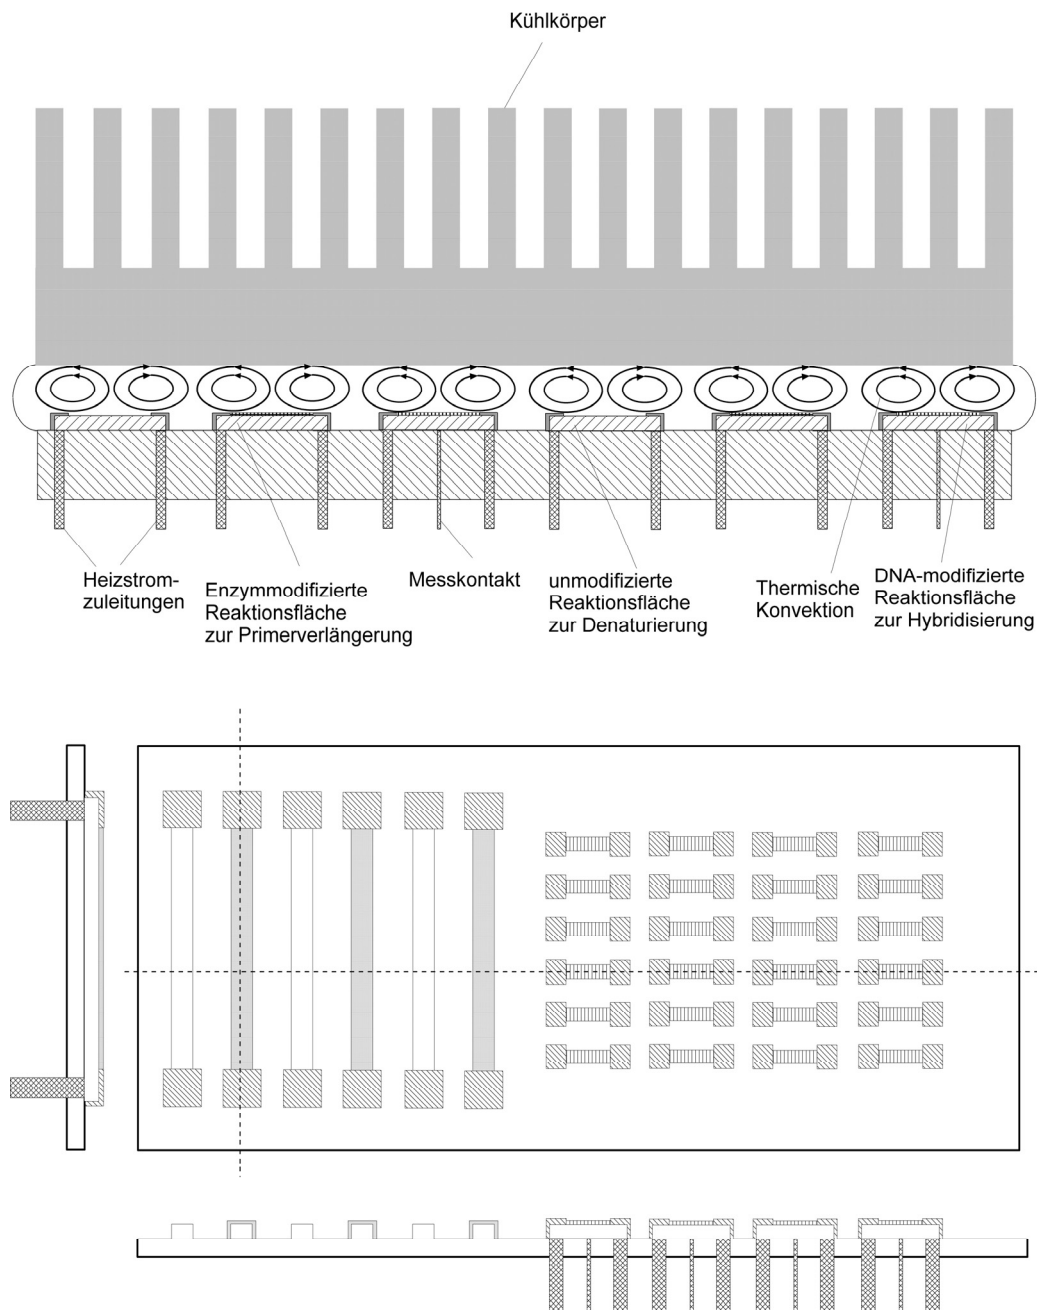 Kühlkörper
Heizstrom-
zuleitungen
Enzymmodifizierte
Reaktionsfläche
zur Primerverlängerung
Messkontakt
unmodifizierte
Reaktionsfläche
zur Denaturierung
Thermische
Konvektion
DNA-modifizierte
Reaktionsfläche
zur Hybridisierung